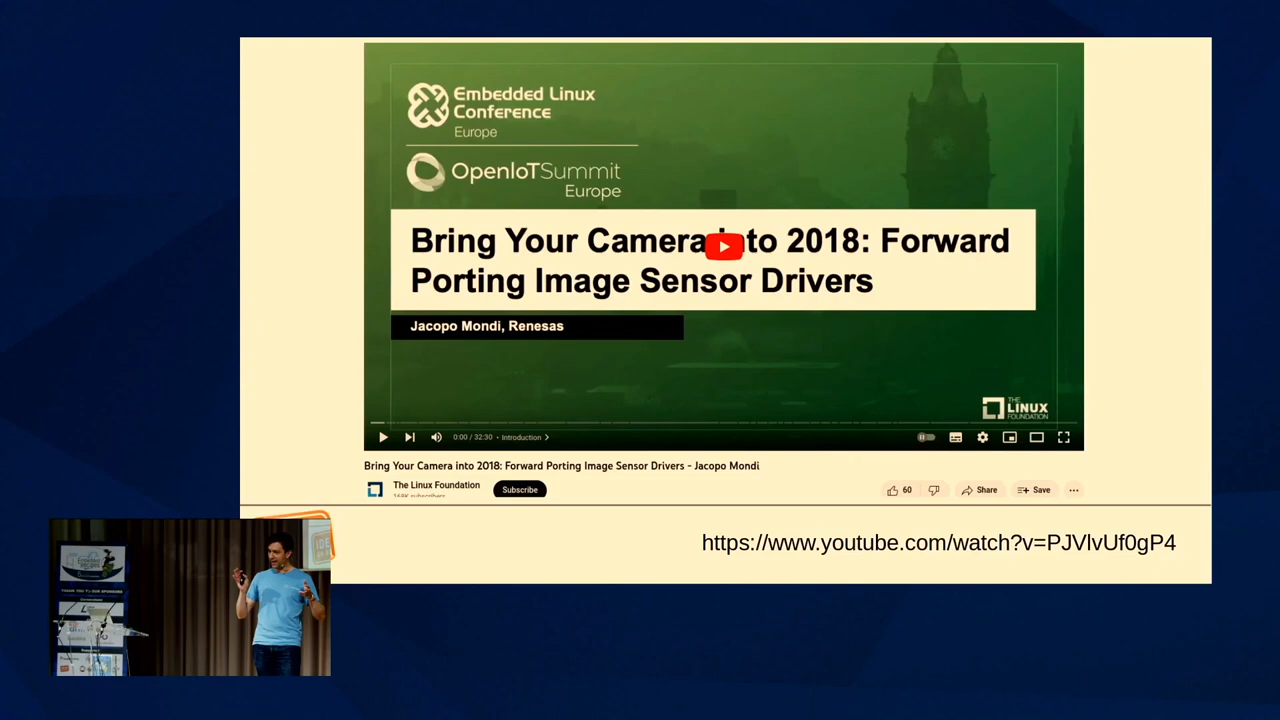 Embedded Linux
Conference
Europe
OpenIoTSummit
Europe
Bring Your Camera into 2018: Forward
Porting Image Sensor Drivers
Jacopo Mondi, Renesas
THE
LINUX
FOUNDATION
0:00 / 32:30 • Introduction
Bring Your Camera into 2018: Forward Porting Image Sensor Drivers - Jacopo Mondi
The Linux Foundation
Subscribe
60
Share
Save
https://www.youtube.com/watch?v=PJVlvUf0gP4